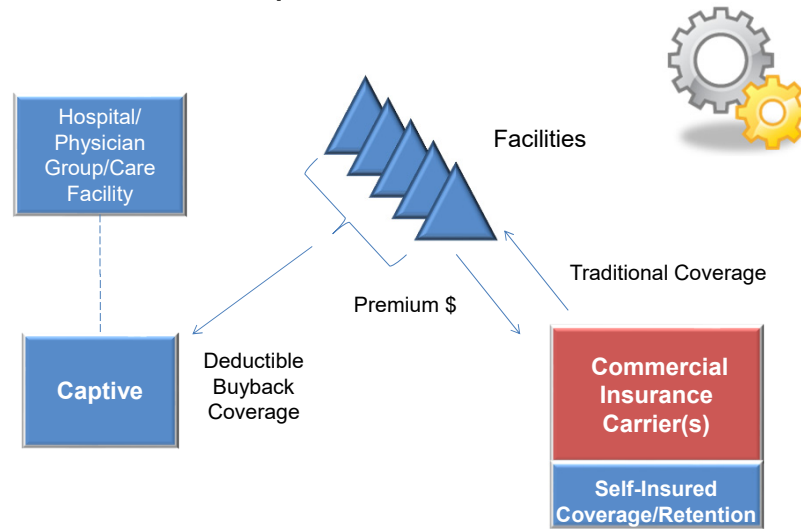 Hospital/
Physician
Group/Care
Facility
Facilities
Traditional Coverage
Premium $
Captive
Deductible
Buyback
Coverage
Commercial
Insurance
Carrier(s)
Self-Insured
Coverage/Retention